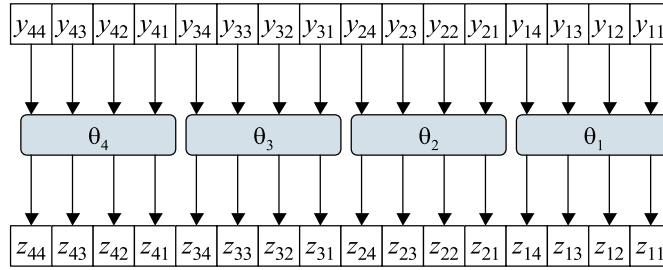 y44 y43 y42 y41 y34 y33 y32 y31 y24 y23 y22 y21 y14 y13 y12 y11
θ4 θ3 θ2 θ1
z44 z43 z42 z41 z34 z33 z32 z31 z24 z23 z22 z21 z14 z13 z12 z11